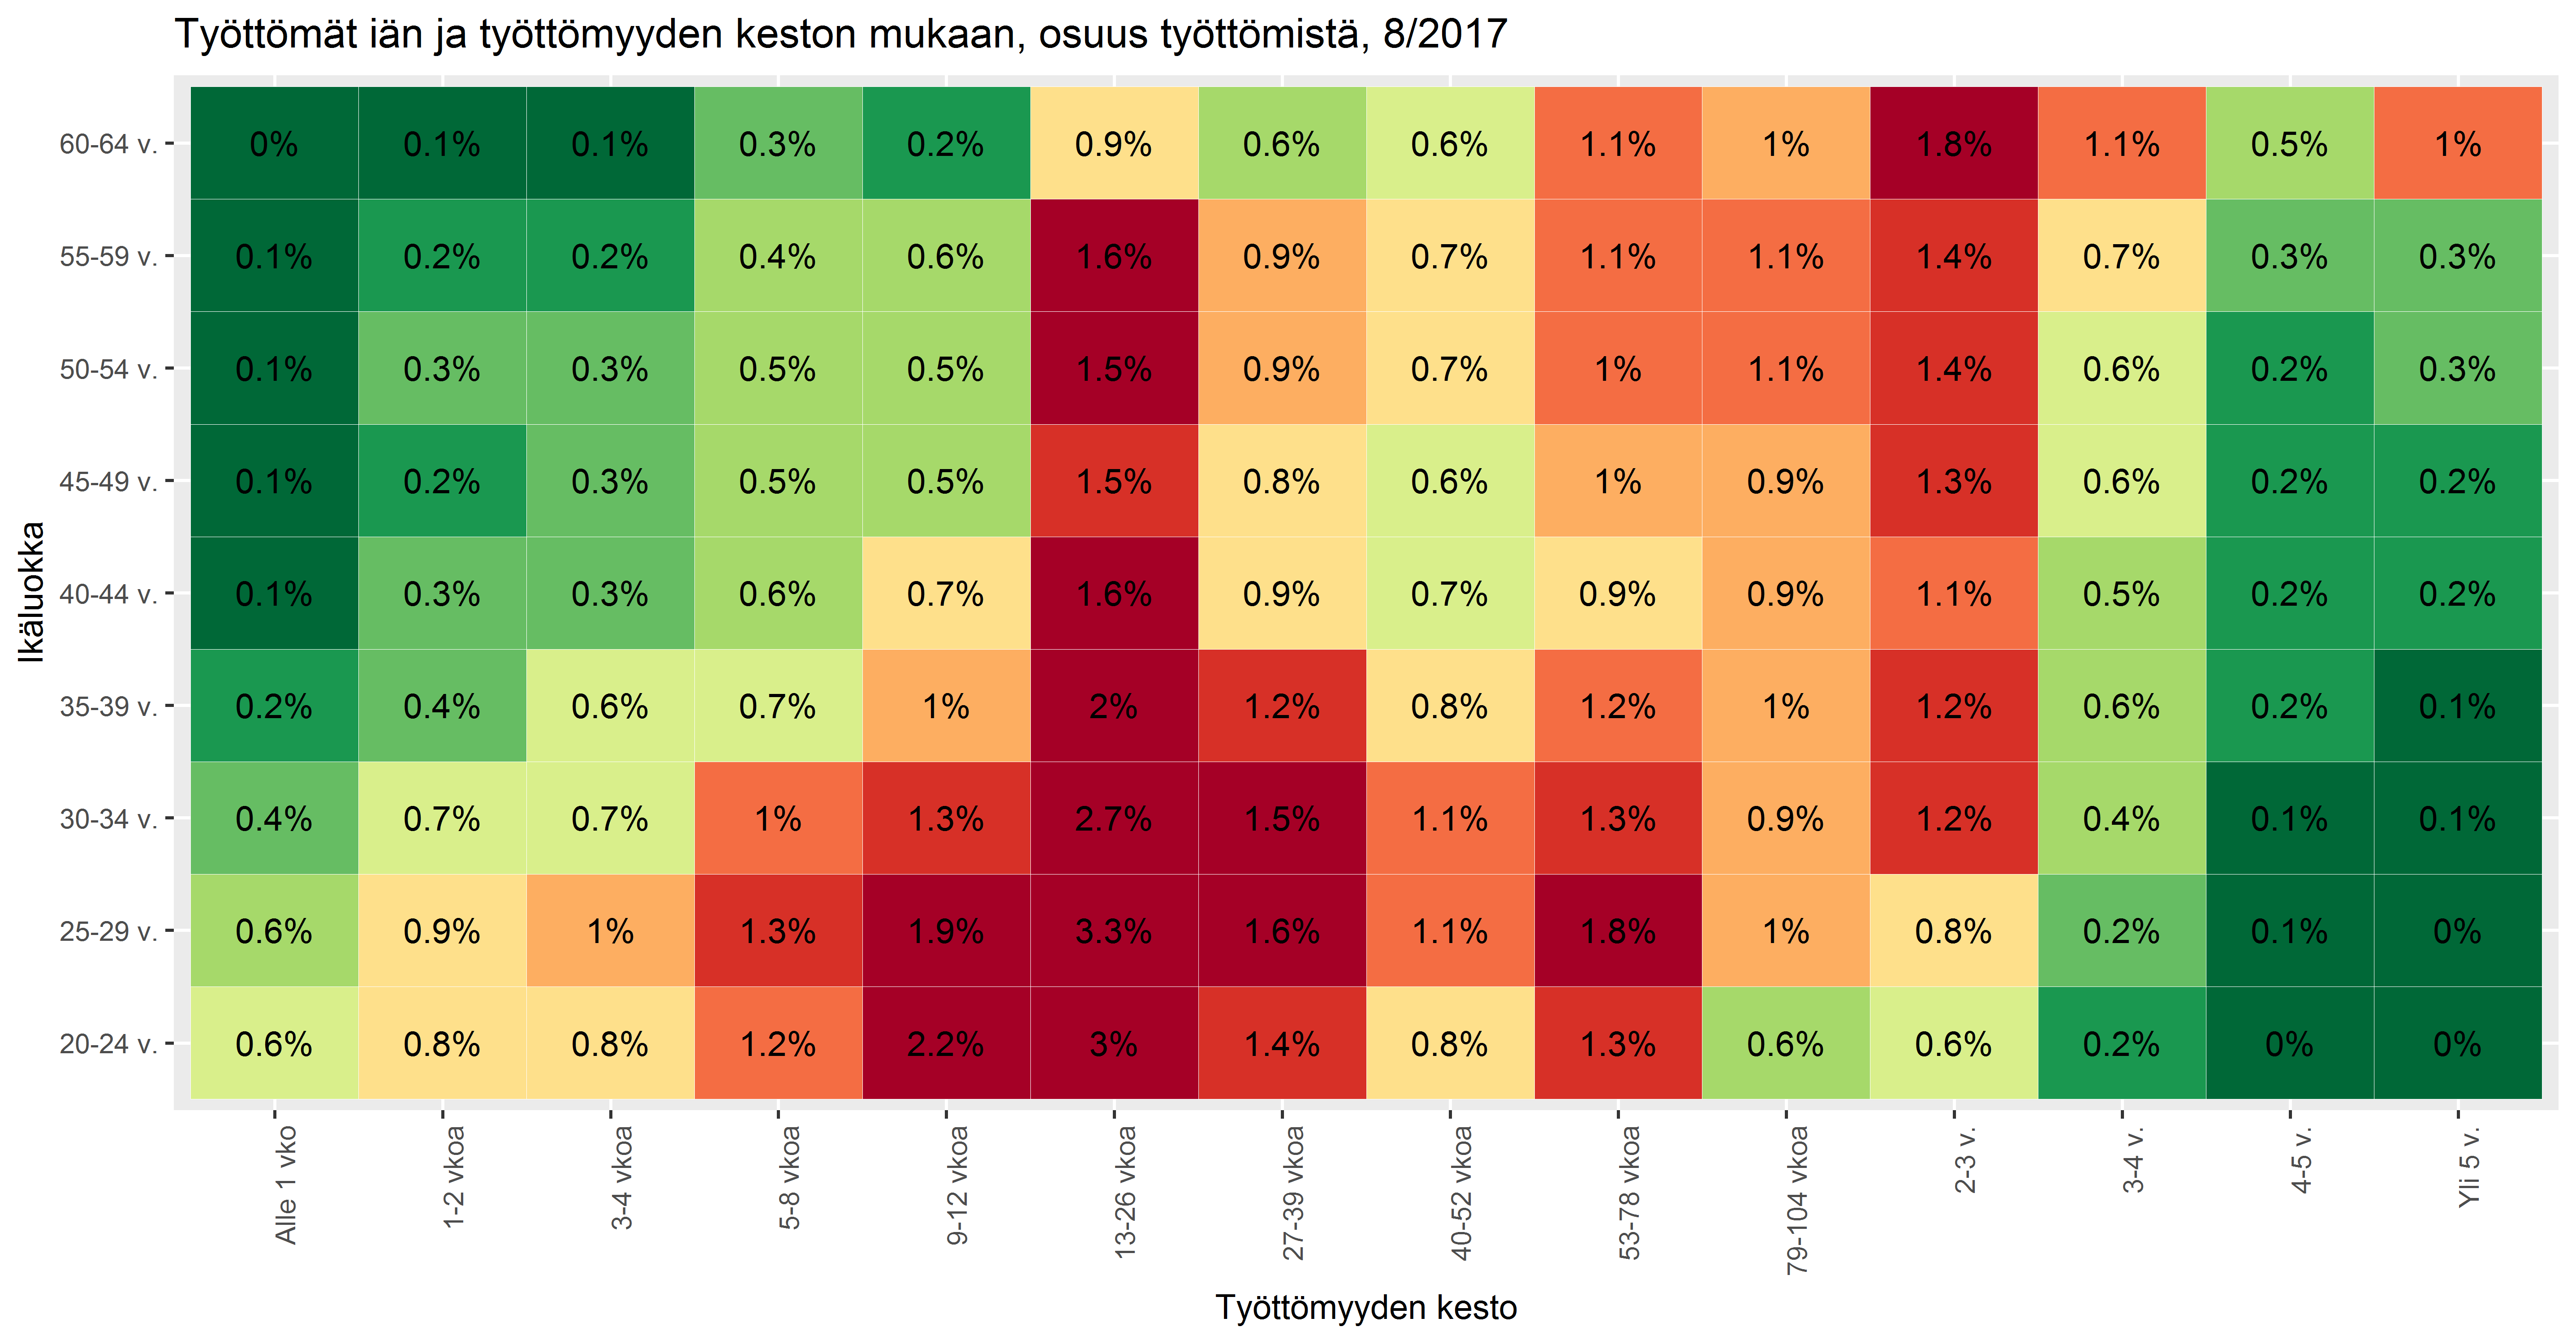 Työttömät iän ja työttömyyden keston mukaan, osuus työttömistä, 8/2017
Ikäluokka
60-64 v. 0% 0.1% 0.1% 0.3% 0.2% 0.9% 0.6% 0.6% 1.1% 1% 1.8% 1.1% 0.5% 1%
55-59 v. 0.1% 0.2% 0.2% 0.4% 0.6% 1.6% 0.9% 0.7% 1.1% 1.1% 1.4% 0.7% 0.3% 0.3%
50-54 v. 0.1% 0.3% 0.3% 0.5% 0.5% 1.5% 0.9% 0.7% 1% 1.1% 1.4% 0.6% 0.2% 0.3%
45-49 v. 0.1% 0.2% 0.3% 0.5% 0.5% 1.5% 0.8% 0.6% 1% 0.9% 1.3% 0.6% 0.2% 0.2%
40-44 v. 0.1% 0.3% 0.3% 0.6% 0.7% 1.6% 0.9% 0.7% 0.9% 0.9% 1.1% 0.5% 0.2% 0.2%
35-39 v. 0.2% 0.4% 0.6% 0.7% 1% 2% 1.2% 0.8% 1.2% 1% 1.2% 0.6% 0.2% 0.1%
30-34 v. 0.4% 0.7% 0.7% 1% 1.3% 2.7% 1.5% 1.1% 1.3% 0.9% 1.2% 0.4% 0.1% 0.1%
25-29 v. 0.6% 0.9% 1% 1.3% 1.9% 3.3% 1.6% 1.1% 1.8% 1% 0.8% 0.2% 0.1% 0%
20-24 v. 0.6% 0.8% 0.8% 1.2% 2.2% 3% 1.4% 0.8% 1.3% 0.6% 0.6% 0.2% 0% 0%
Alle 1 vko
1-2 vkoa
3-4 vkoa
5-8 vkoa
9-12 vkoa
13-26 vkoa
27-39 vkoa
40-52 vkoa
53-78 vkoa
79-104 vkoa
2-3 v.
3-4 v.
4-5 v.
Yli 5 v.
Työttömyyden kesto